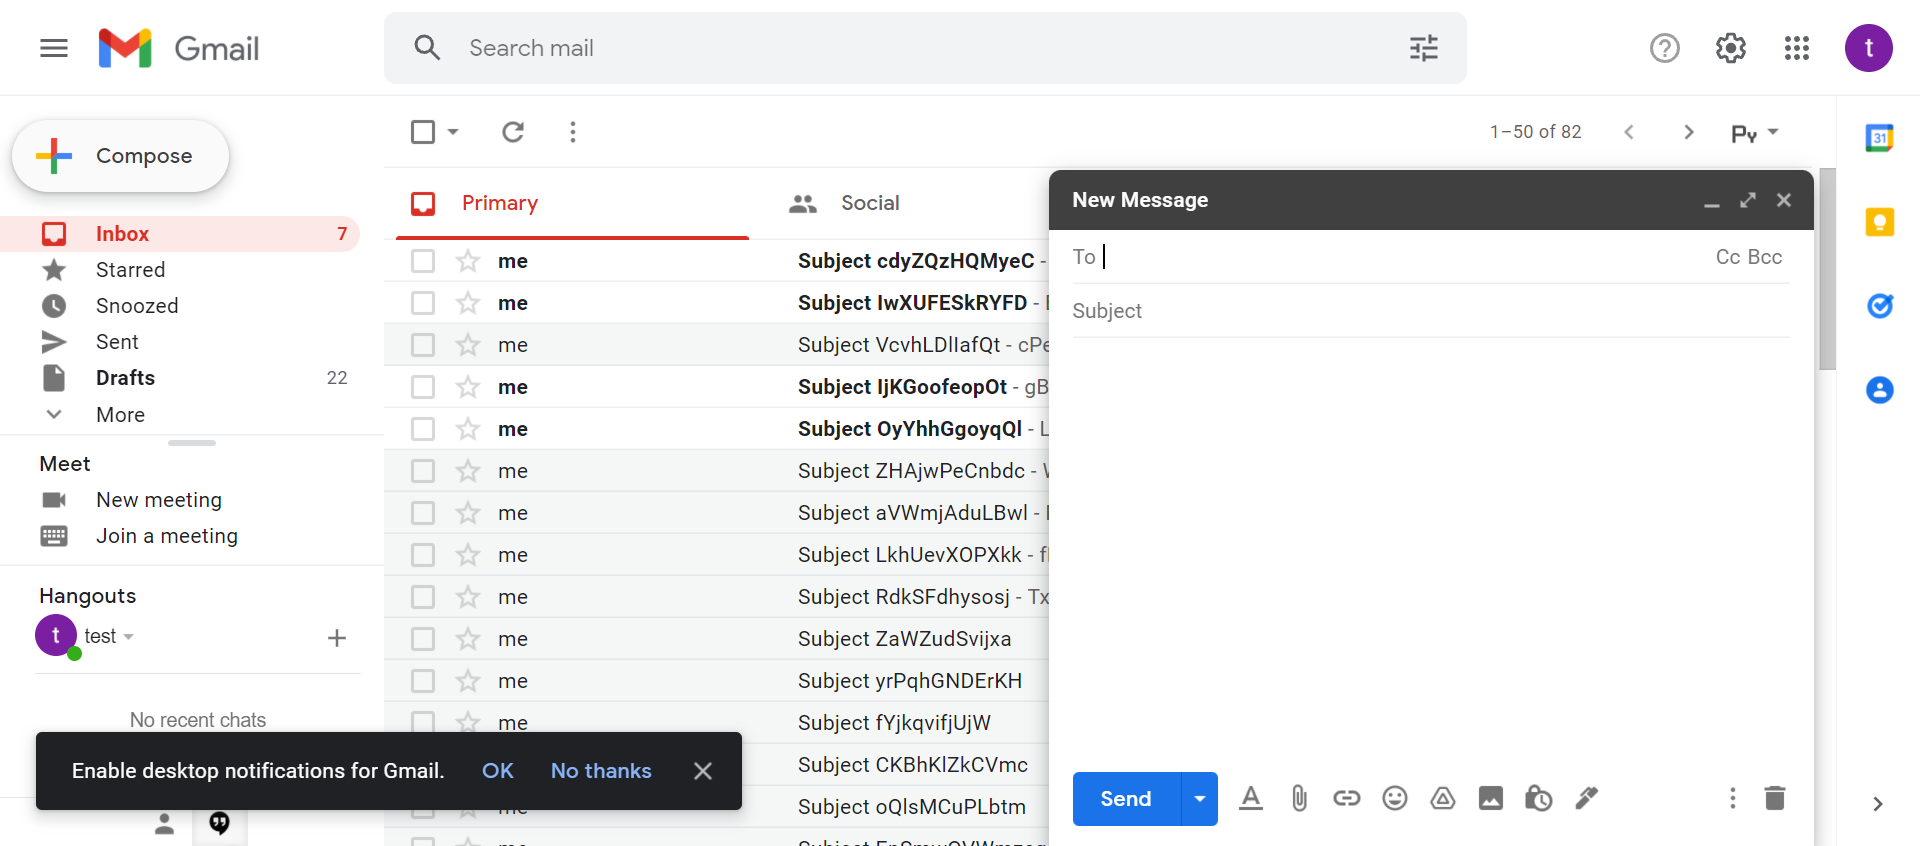 Gmail
Search mail
t
Compose
1–50 of 82
31
Primary
Social
Inbox 7
Starred
Snoozed
Sent
Drafts 22
More
Meet
New meeting
Join a meeting
Hangouts
t test
No recent chats
me Subject cdyZQzHQMyeC -
me Subject IwXUFESkRYFD -
me Subject VcvhLDlIafQt - cPe
me Subject IjKGoofeopOt - gB
me Subject OyYhhGgoyqQl - L
me Subject ZHAjwPeCnbdc -
me Subject aVWmjAduLBwl -
me Subject LkhUevXOPXkk - fl
me Subject RdkSFdhysosj - Tx
me Subject ZaWZudSvijxa
me Subject yrPqhGNDErKH
me Subject fYjkqvifjUjW
Subject CKBhKlZkCVmc
me Subject oQlsMCuPLbtm
New Message
To
Cc Bcc
Subject
Send
Enable desktop notifications for Gmail. OK No thanks